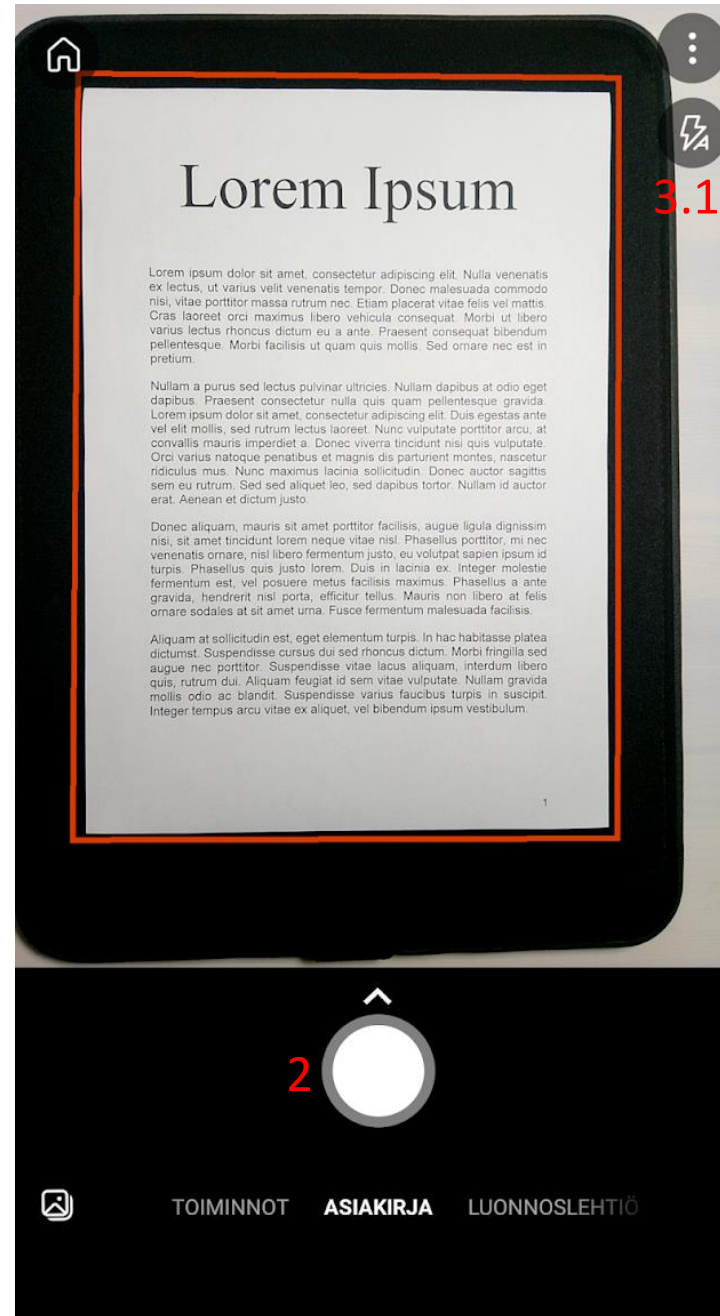 3.1
Lorem Ipsum
Lorem ipsum dolor sit amet, consectetur adipiscing elit. Nulla venenatis
ex lectus, ut varius velit venenatis tempor. Donec malesuada commodo
nisi, vitae porttitor massa rutrum nec. Etiam placerat vitae felis vel mattis.
Cras laoreet orci maximus libero vehicula consequat. Morbi ut libero
varius lectus rhoncus dictum eu a ante. Praesent consequat bibendum
pellentesque. Morbi facilisis ut quam quis mollis. Sed ornare nec est in
pretium.
Nullam a purus sed lectus pulvinar ultricies. Nullam dapibus at odio eget
dapibus. Praesent consectetur nulla quis quam pellentesque gravida.
Lorem ipsum dolor sit amet, consectetur adipiscing elit. Duis egestas ante
vel elit mollis, sed rutrum lectus laoreet. Nunc vulputate porttitor arcu, at
convallis mauris imperdiet a. Donec viverra tincidunt nisi quis vulputate.
Orci varius natoque penatibus et magnis dis parturient montes, nascetur
ridiculus mus. Nunc maximus lacinia sollicitudin. Donec auctor sagittis
sem eu rutrum. Sed sed aliquet leo, sed dapibus tortor. Nullam id auctor
erat. Aenean et dictum justo.
Donec aliquam, mauris sit amet porttitor facilisis, augue ligula dignissim
nisi, sit amet tincidunt lorem neque vitae nisl. Phasellus porttitor, mi nec
venenatis ornare, nisl libero fermentum justo, eu volutpat sapien ipsum id
turpis. Phasellus quis justo lorem. Duis in lacinia ex. Integer molestie
fermentum est, vel posuere metus facilisis maximus. Phasellus a ante
gravida, hendrerit nisl porta, efficitur tellus. Mauris non libero at felis
ornare sodales at sit amet urna. Fusce fermentum malesuada facilisis.
Aliquam at sollicitudin est, eget elementum turpis. In hac habitasse platea
dictumst. Suspendisse cursus dui sed rhoncus dictum. Morbi fringilla sed
augue nec porttitor. Suspendisse vitae lacus aliquam, interdum libero
quis, rutrum dui. Aliquam feugiat id sem vitae vulputate. Nullam gravida
mollis odio ac blandit. Suspendisse varius faucibus turpis in suscipit.
Integer tempus arcu vitae ex aliquet, vel bibendum ipsum vestibulum.
1
2
TOIMINNOT ASIAKIRJA LUONNOSLEHTIÖ